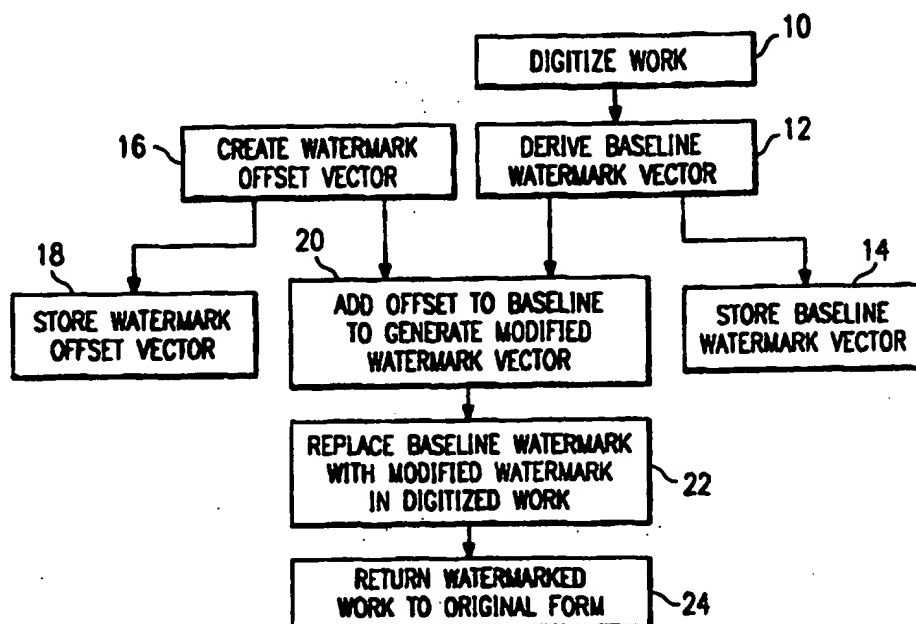 10
DIGITIZE WORK
16
CREATE WATERMARK
OFFSET VECTOR
12
DERIVE BASELINE
WATERMARK VECTOR
18
STORE WATERMARK
OFFSET VECTOR
20
ADD OFFSET TO BASELINE
TO GENERATE MODIFIED
WATERMARK VECTOR
14
STORE BASELINE
WATERMARK VECTOR
REPLACE BASELINE WATERMARK
WITH MODIFIED WATERMARK
IN DIGITIZED WORK
22
RETURN WATERMARKED
WORK TO ORIGINAL FORM
24